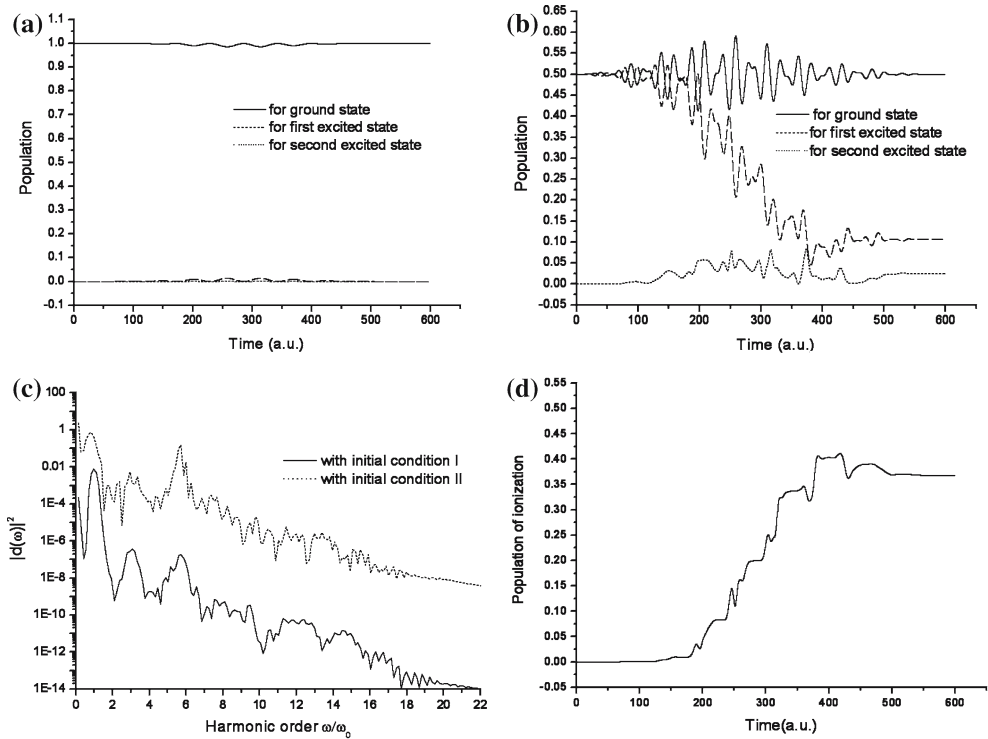 (a)
1.1
1.0
0.9
0.8
0.7
0.6
0.5
0.4
0.3
0.2
0.1
0.0
-0.1
Population
for ground state
for first excited state
for second excited state
0 100 200 300 400 500 600
Time (a.u.)
(b)
0.65
0.60
0.55
0.50
0.45
0.40
0.35
0.30
0.25
0.20
0.15
0.10
0.05
0.00
-0.05
Population
for ground state
for first excited state
for second excited state
0 100 200 300 400 500 600
Time (a.u.)
(c)
100
1
0.01
1E-4
1E-6
1E-8
1E-10
1E-12
1E-14
|d(ω)|²
with initial condition I
with initial condition II
0 2 4 6 8 10 12 14 16 18 20 22
Harmonic order ω/ω₀
(d)
0.55
0.50
0.45
0.40
0.35
0.30
0.25
0.20
0.15
0.10
0.05
0.00
-0.05
Population of ionization
0 100 200 300 400 500 600
Time(a.u.)